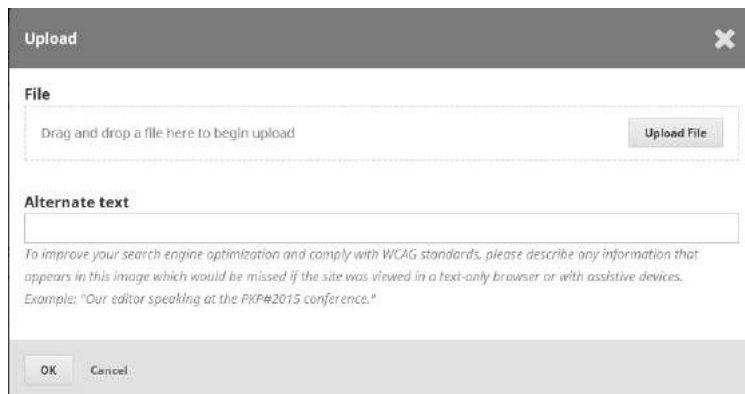 Upload
File
Drag and drop a file here to begin upload
Upload File
Alternate text
To improve your search engine optimization and comply with WCAG standards, please describe any information that
appears in this image which would be missed if the site was viewed in a text-only browser or with assistive devices.
Example: "Our editor speaking at the PKP#2015 conference."
OK
Cancel